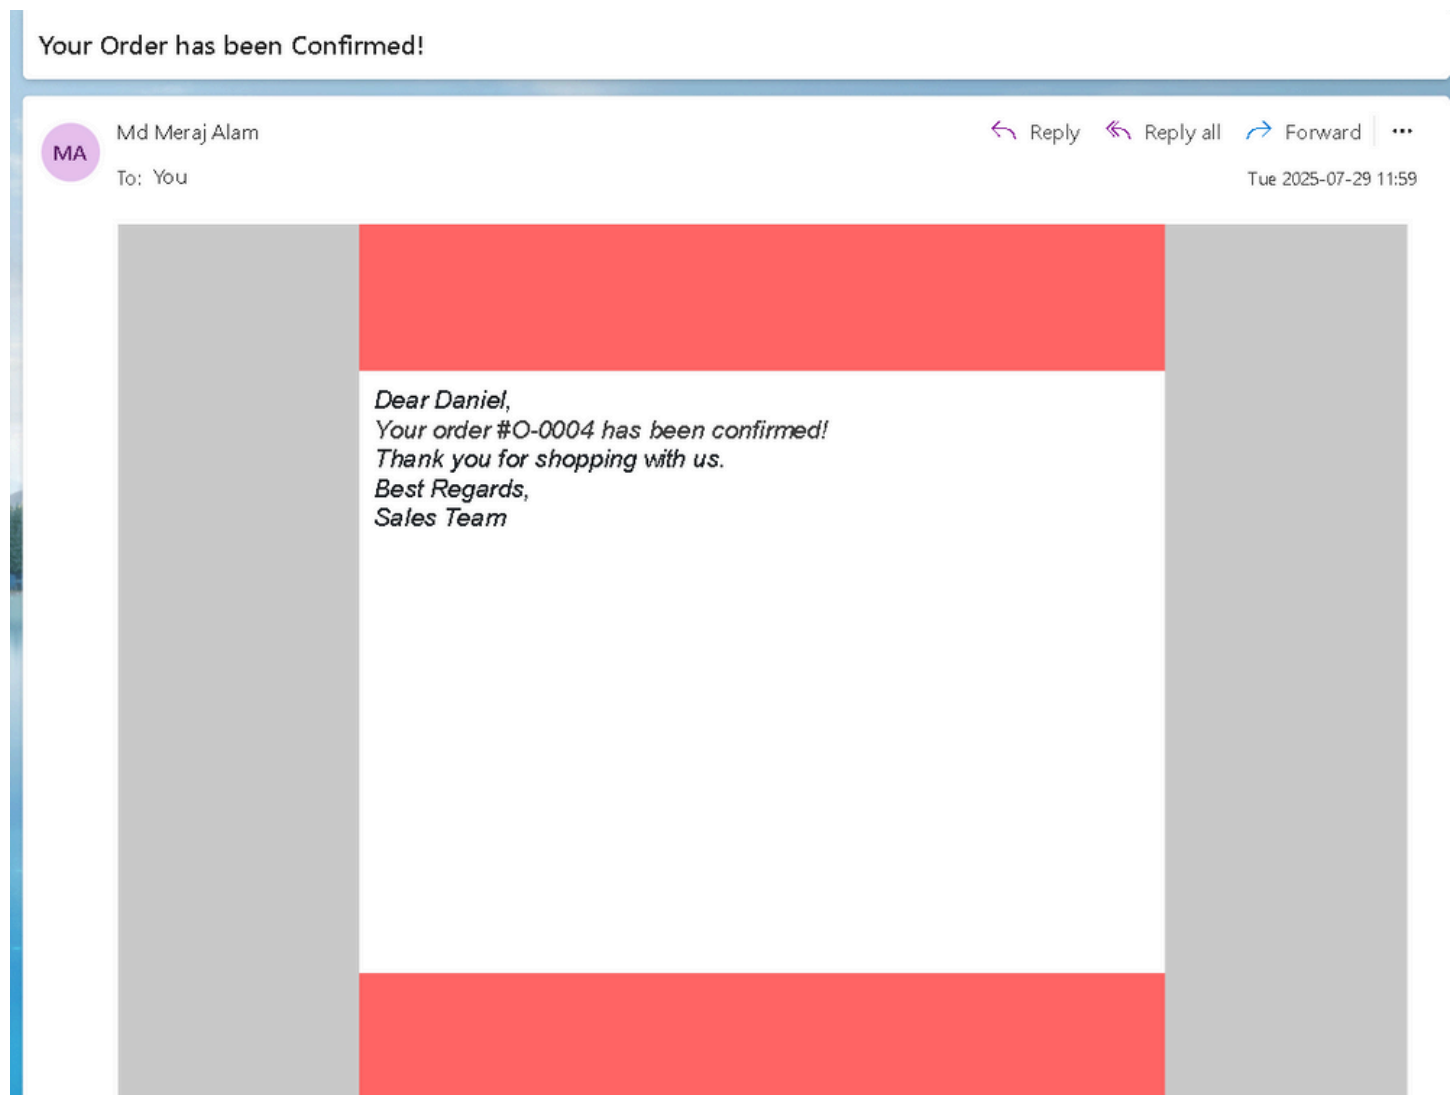 Your Order has been Confirmed!
Md Meraj Alam
Reply
Reply all
Forward
MA
To: You
Tue 2025-07-29 11:59
Dear Daniel,
Your order #O-0004 has been confirmed!
Thank you for shopping with us.
Best Regards,
Sales Team